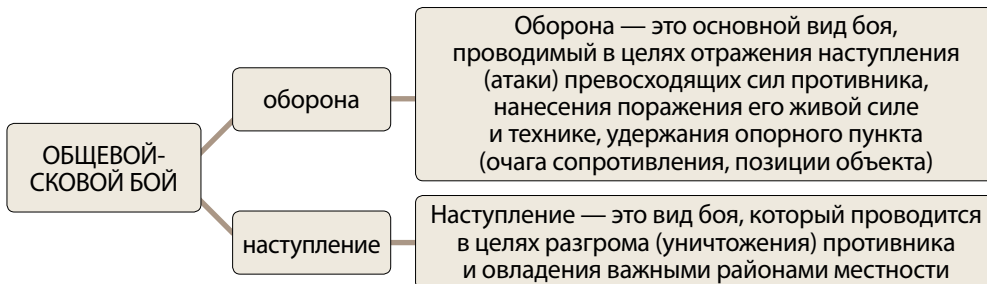 ОБЩЕВОЙ-
СКОВОЙ БОЙ
оборона
Оборона — это основной вид боя,
проводимый в целях отражения наступления
(атаки) превосходящих сил противника,
нанесения поражения его живой силе
и технике, удержания опорного пункта
(очага сопротивления, позиции объекта)
наступление
Наступление — это вид боя, который проводится
в целях разгрома (уничтожения) противника
и овладения важными районами местности